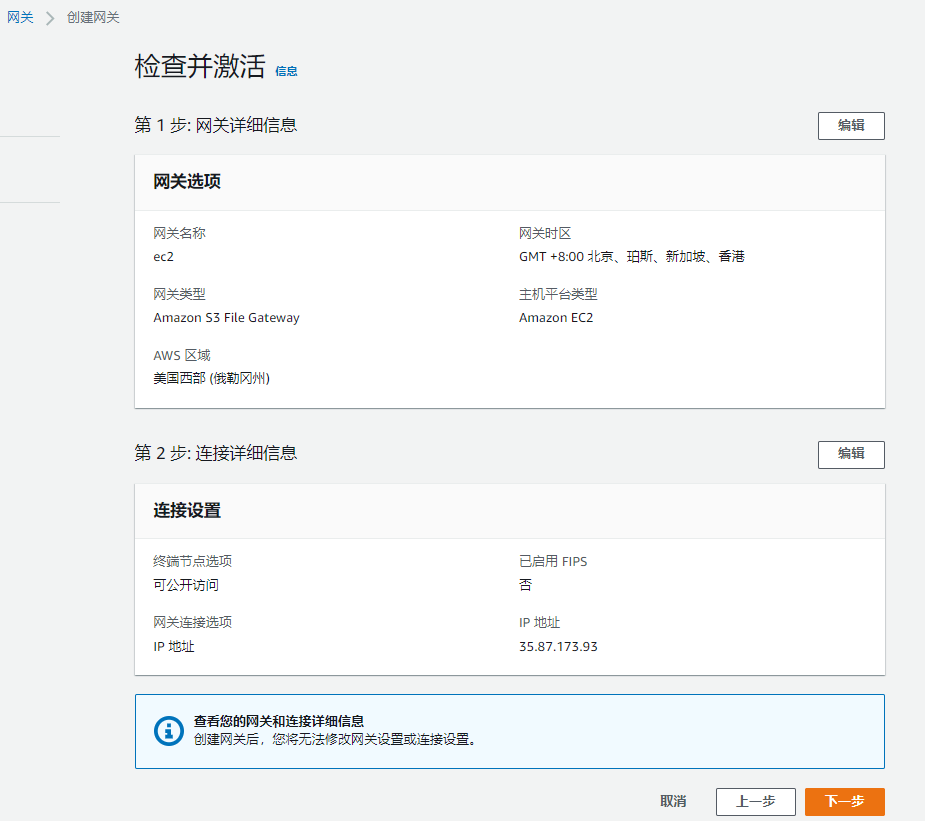 网关 > 创建网关
检查并激活 信息
第 1 步: 网关详细信息 编辑
网关选项
网关名称 网关时区
ec2 GMT +8:00 北京、珀斯、新加坡、香港
网关类型 主机平台类型
Amazon S3 File Gateway Amazon EC2
AWS 区域
美国西部 (俄勒冈州)
第 2 步: 连接详细信息 编辑
连接设置
终端节点选项 已启用 FIPS
可公开访问 否
网关连接选项 IP 地址
IP 地址 35.87.173.93
查看您的网关和连接详细信息
创建网关后，您将无法修改网关设置或连接设置。
取消 上一步 下一步